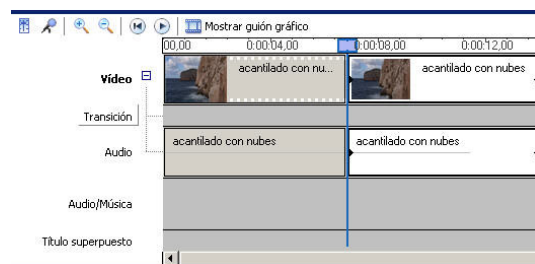 Mostrar guión gráfico
00,00 0:00:04,00 0:00:08,00 0:00:12,00
Vídeo
acantilado con nu... acantilado con nubes
Transición
Audio
acantilado con nubes acantilado con nubes
Audio/Música
Título superpuesto